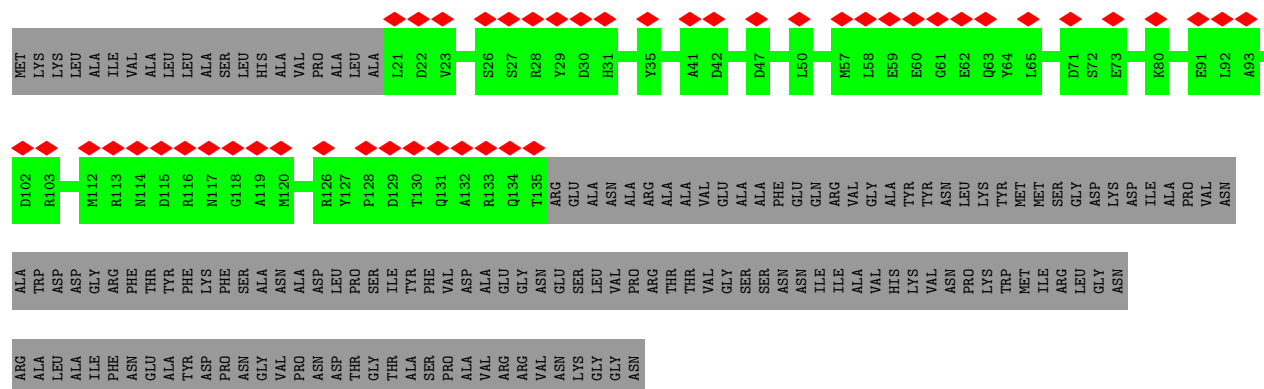 MET LYS LYS LEU ALA ILE VAL ALA LEU LEU ALA SER LEU HIS ALA VAL PRO ALA LEU ALA L21 D22 V23 S26 S27 R28 Y29 D30 H31 Y35 A41 D42 D47 L50 M57 L58 E59 E60 G61 E62 Q63 Y64 L65 D71 S72 E73 K80 E91 L92 A93
D102 R103 M112 R113 N114 D115 R116 N117 G118 A119 M120 R126 Y127 P128 D129 T130 Q131 A132 R133 Q134 T135 ARG GLU ALA ASN ALA ARG ALA ALA VAL GLU ALA ALA PHE GLU GLN ARG VAL GLY ALA TYR TYR ASN LEU LYS TYR MET MET SER GLY ASP LYS ASP ILE ALA PRO VAL ASN
ALA TRP ASP ASP GLY ARG PHE THR TYR PHE LYS PHE SER ALA ASN ALA ASP LEU PRO SER ILE TYR PHE VAL ASP ALA GLU GLY ASN GLU SER LEU VAL PRO ARG THR THR VAL GLY SER SER ASN ASN ILE ILE ALA VAL HIS LYS VAL ASN PRO LYS TRP MET ILE ARG LEU GLY ASN
ARG ALA LEU ALA ILE PHE ASN GLU ALA TYR ASP PRO ASN GLY VAL PRO ASN ASP THR GLY THR ALA SER PRO ALA VAL ARG ARG VAL ASN LYS GLY GLY ASN